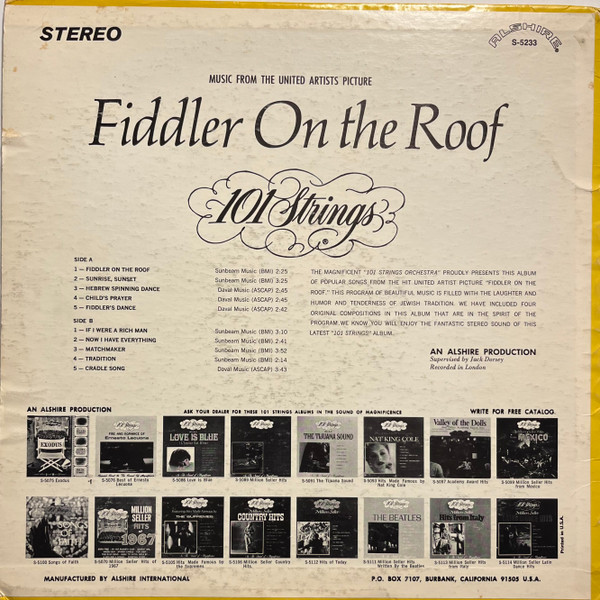 STEREO
ALSHIRE®
S-5233
MUSIC FROM THE UNITED ARTISTS PICTURE
Fiddler On the Roof
101 Strings®
SIDE A
1 — FIDDLER ON THE ROOF Sunbeam Music (BMI) 2:25
2 — SUNRISE, SUNSET Sunbeam Music (BMI) 3:25
3 — HEBREW SPINNING DANCE Daval Music (ASCAP) 2:45
4 — CHILD'S PRAYER Daval Music (ASCAP) 2:45
5 — FIDDLER'S DANCE Daval Music (ASCAP) 2:42
SIDE B
1 — IF I WERE A RICH MAN Sunbeam Music (BMI) 3:10
2 — NOW I HAVE EVERYTHING Sunbeam Music (BMI) 2:41
3 — MATCHMAKER Sunbeam Music (BMI) 3:52
4 — TRADITION Sunbeam Music (BMI) 2:14
5 — CRADLE SONG Daval Music (ASCAP) 3:43
THE MAGNIFICENT "101 STRINGS ORCHESTRA" PROUDLY PRESENTS THIS ALBUM
OF POPULAR SONGS FROM THE HIT UNITED ARTIST PICTURE "FIDDLER ON THE
ROOF." THIS PROGRAM OF BEAUTIFUL MUSIC IS FILLED WITH THE LAUGHTER AND
HUMOR AND TENDERNESS OF JEWISH TRADITION. WE HAVE INCLUDED FOUR
ORIGINAL COMPOSITIONS IN THIS ALBUM THAT ARE IN THE SPIRIT OF THE
PROGRAM. WE KNOW YOU WILL ENJOY THE FANTASTIC STEREO SOUND OF THIS
LATEST "101 STRINGS" ALBUM.
AN ALSHIRE PRODUCTION
Supervised by Jack Dorsey
Recorded in London
AN ALSHIRE PRODUCTION ASK YOUR DEALER FOR THESE 101 STRINGS ALBUMS IN THE SOUND OF MAGNIFICENCE WRITE FOR FREE CATALOG.
EXODUS
Ernesto Lecuona
LOVE IS BLUE
THE TIJUANA SOUND
NAT KING COLE
Valley of the Dolls
MEXICO
S-5075 Exodus
S-5076 Best of Ernesto
Lecuona
S-5086 Love is Blue
S-5089 Million Seller Hits
S-5091 The Tijuana Sound
S-5093 Hits Made Famous by
Nat King Cole
S-5097 Academy Award Hits
S-5099 Million Seller Hits
from Mexico
SONGS OF FAITH
MILLION
SELLER
HITS
1967
THE SUPREMES
COUNTRY HITS
THE BEATLES
Hits from Italy
S-5100 Songs of Faith
Million Seller Hits of
1967
S-5105 Hits Made Famous by
the Supremes
Million Seller Country
Hits
S-5112 Hits of Today
S-5111 Million Seller Hits
Written By the Beatles
S-5113 Million Seller Hits
from Italy
S-5114 Million Seller Latin
Dance Hits
Printed in U.S.A.
MANUFACTURED BY ALSHIRE INTERNATIONAL P.O. BOX 7107, BURBANK, CALIFORNIA 91505 U.S.A.